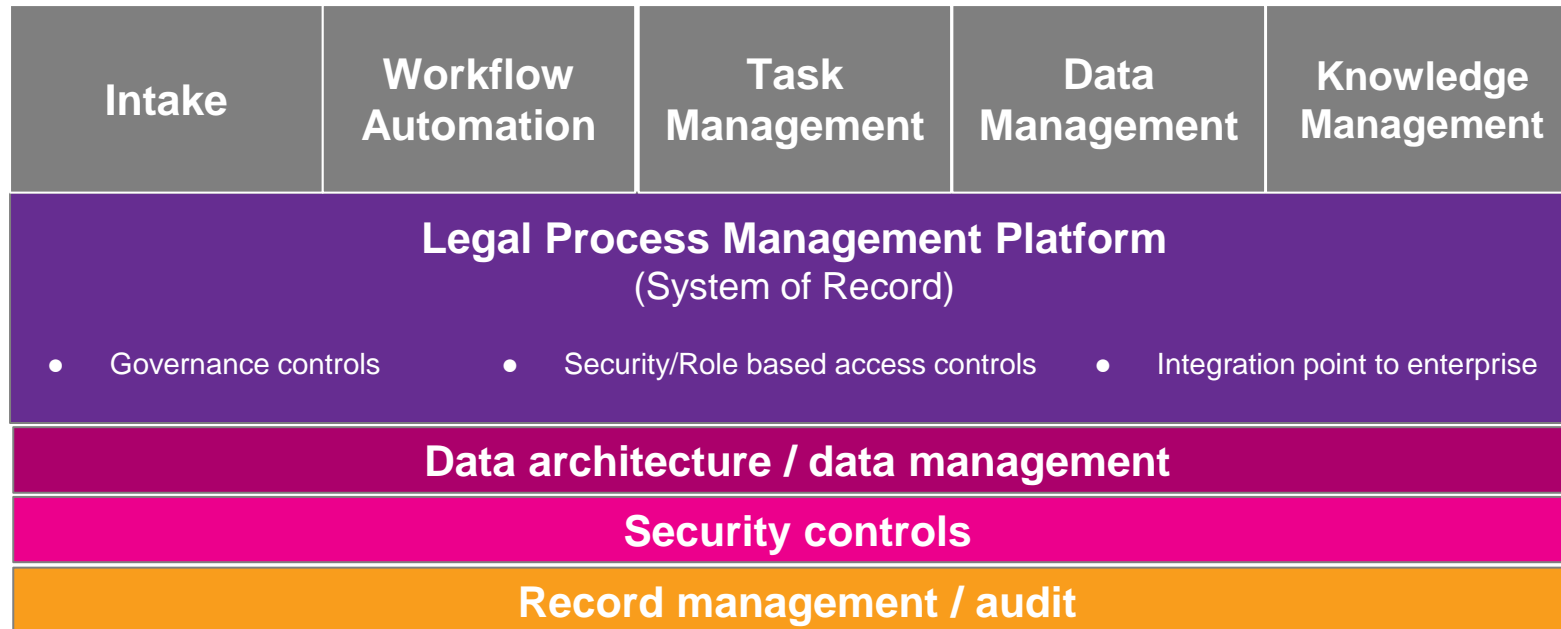 Intake
Workflow
Automation
Task
Management
Data
Management
Knowledge
Management
Legal Process Management Platform
(System of Record)
● Governance controls
● Security/Role based access controls
● Integration point to enterprise
Data architecture / data management
Security controls
Record management / audit